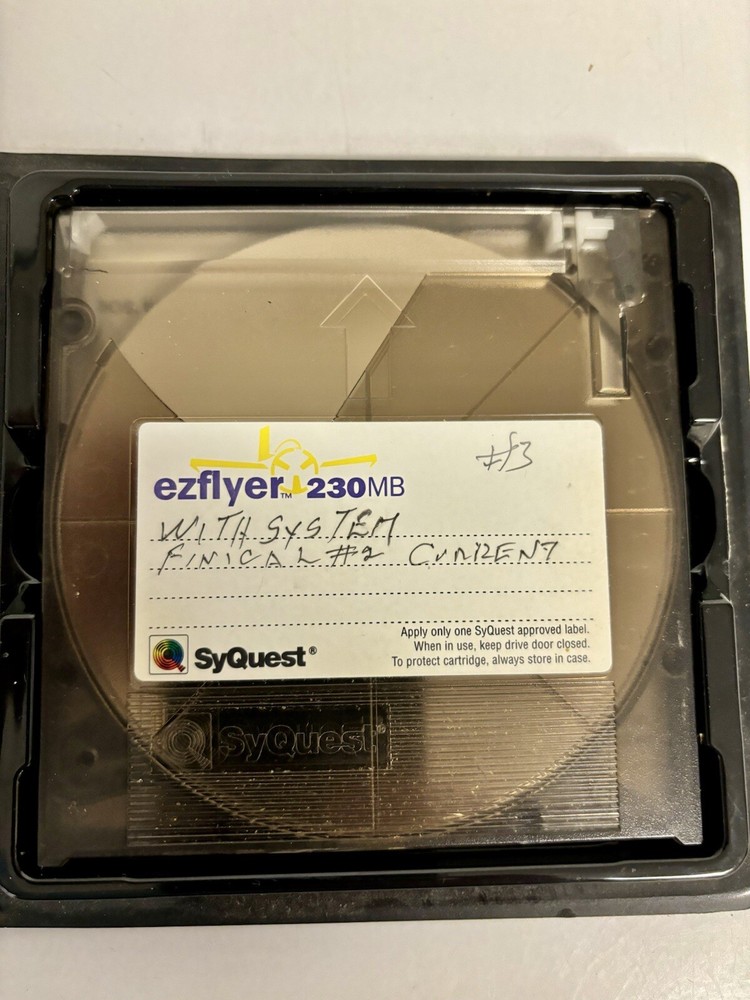 #3
ezflyer™ 230MB
WITH SYSTEM
FINICAL #2 CURRENT
Apply only one SyQuest approved label.
When in use, keep drive door closed.
To protect cartridge, always store in case.
SyQuest®
SyQuest®